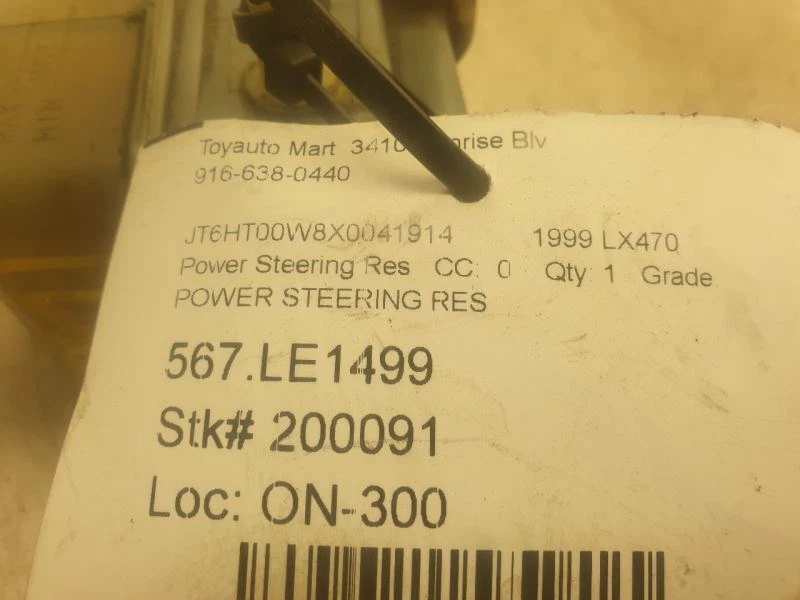 Toyauto Mart 3410 Blv
916-638-0440
JT6HT00W8X0041914 1999 LX470
Power Steering Res CC: 0 Qty: 1 Grade
POWER STEERING RES
567.LE1499
Stk# 200091
Loc: ON-300